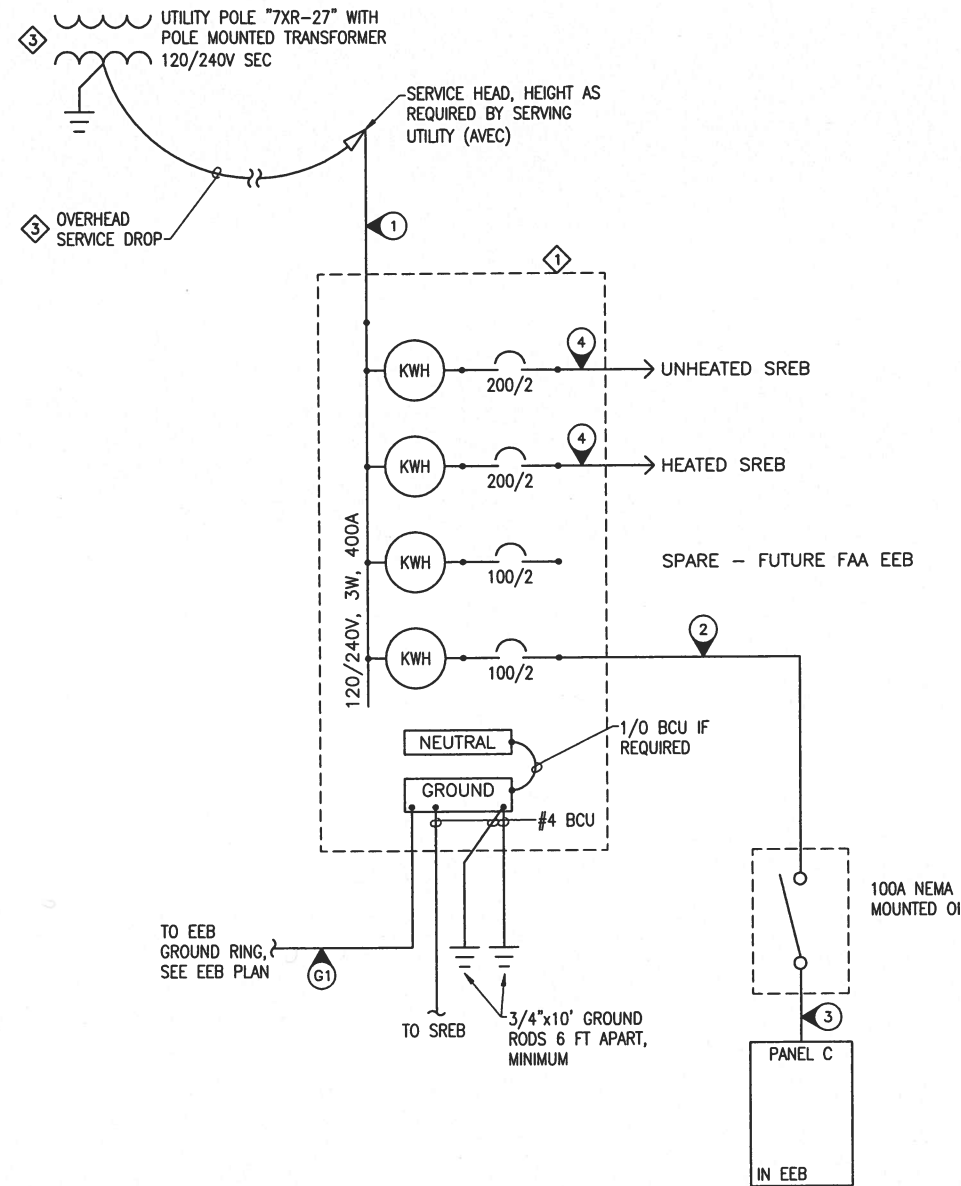 3
UTILITY POLE "7XR-27" WITH
POLE MOUNTED TRANSFORMER
120/240V SEC
SERVICE HEAD, HEIGHT AS
REQUIRED BY SERVING
UTILITY (AVEC)
3
OVERHEAD
SERVICE DROP
1
1
KWH
200/2
4
UNHEATED SREB
KWH
200/2
4
HEATED SREB
KWH
100/2
SPARE - FUTURE FAA EEB
KWH
100/2
2
120/240V, 3W, 400A
NEUTRAL
1/0 BCU IF
REQUIRED
GROUND
#4 BCU
TO EEB
GROUND RING,
SEE EEB PLAN
G1
TO SREB
3/4"x10' GROUND
RODS 6 FT APART,
MINIMUM
100A NEMA
MOUNTED
3
PANEL C
IN EEB